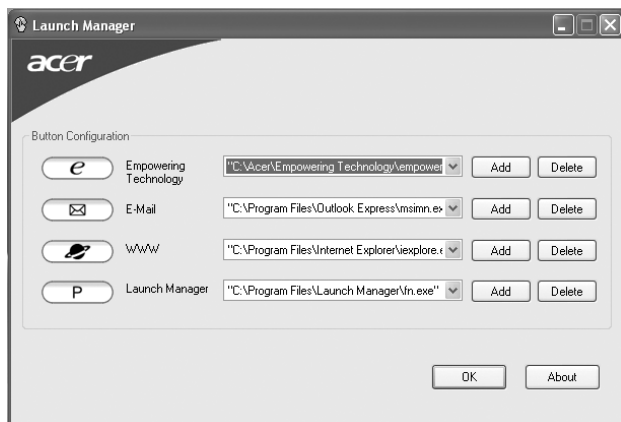 Launch Manager
acer
Button Configuration
e Empowering Technology "C:\Acer\Empowering Technology\empower Add Delete
E-Mail "C:\Program Files\Outlook Express\msimn.ex Add Delete
WWW "C:\Program Files\Internet Explorer\iexplore.e Add Delete
P Launch Manager "C:\Program Files\Launch Manager\fn.exe" Add Delete
OK About